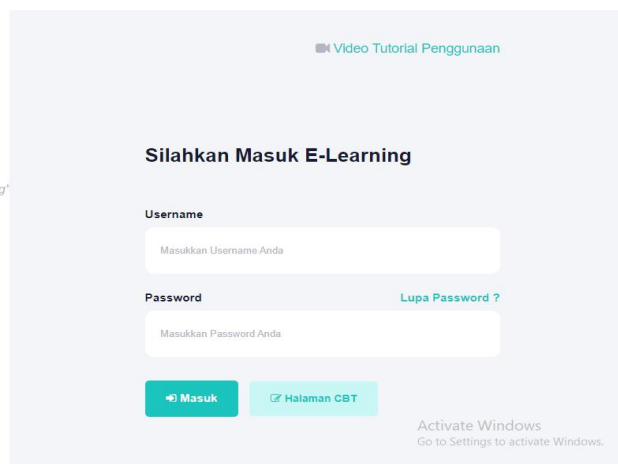 Video Tutorial Penggunaan
Silahkan Masuk E-Learning
g"
Username
Masukkan Username Anda
Password Lupa Password ?
Masukkan Password Anda
Masuk Halaman CBT
Activate Windows
Go to Settings to activate Windows.